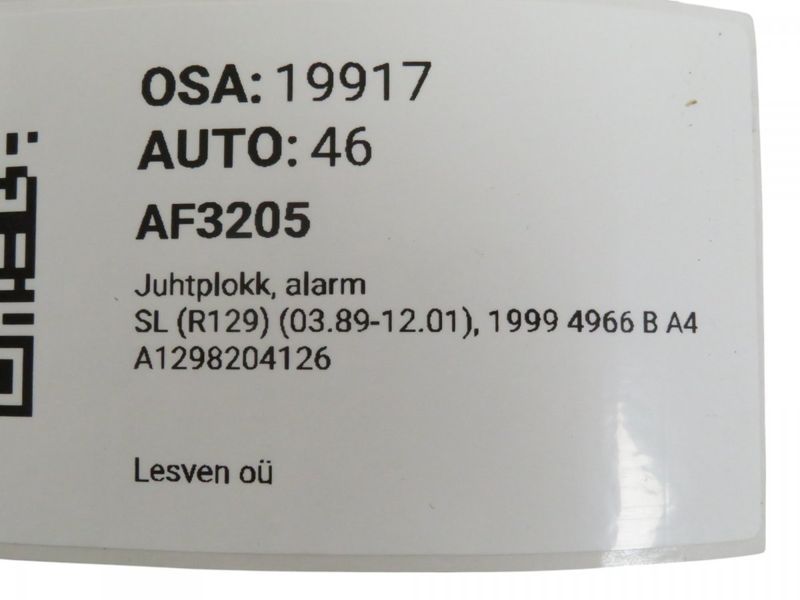 OSA: 19917
AUTO: 46
AF3205
Juhtplokk, alarm
SL (R129) (03.89-12.01), 1999 4966 B A4
A1298204126
Lesven oü